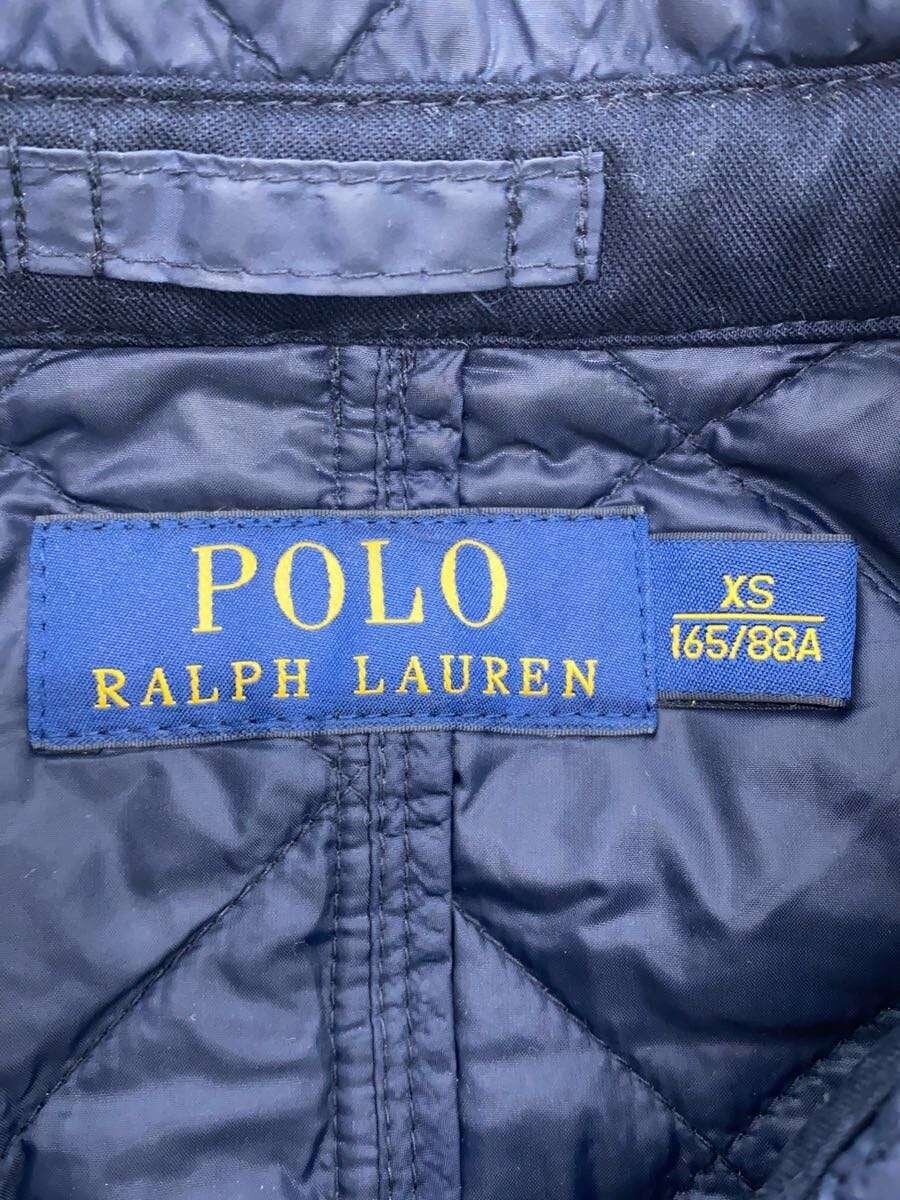 POLO
RALPH LAUREN
XS
165/88A